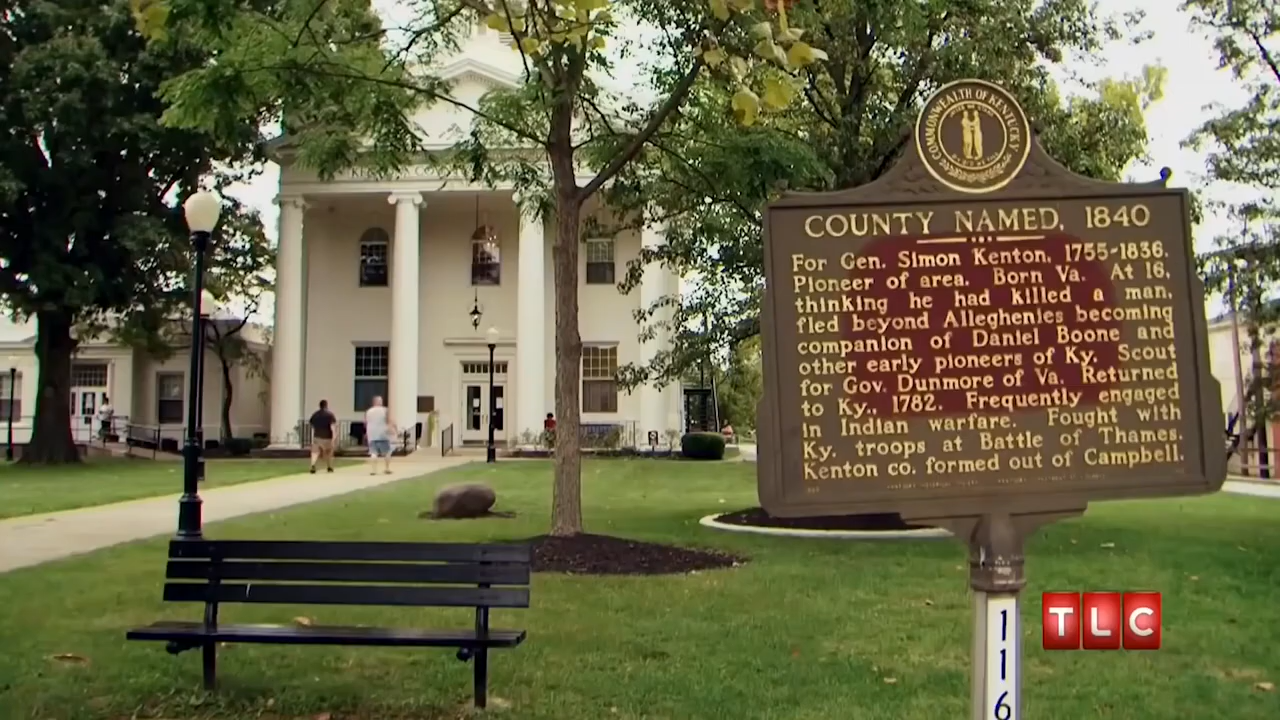 COMMONWEALTH OF KENTUCKY
COUNTY NAMED, 1840
For Gen. Simon Kenton, 1755-1836.
Pioneer of area. Born Va. At 16,
thinking he had killed a man,
fled beyond Alleghenies becoming
companion of Daniel Boone and
other early pioneers of Ky. Scout
for Gov. Dunmore of Va. Returned
to Ky., 1782. Frequently engaged
in Indian warfare. Fought with
Ky. troops at Battle of Thames.
Kenton co. formed out of Campbell.
TLC
116